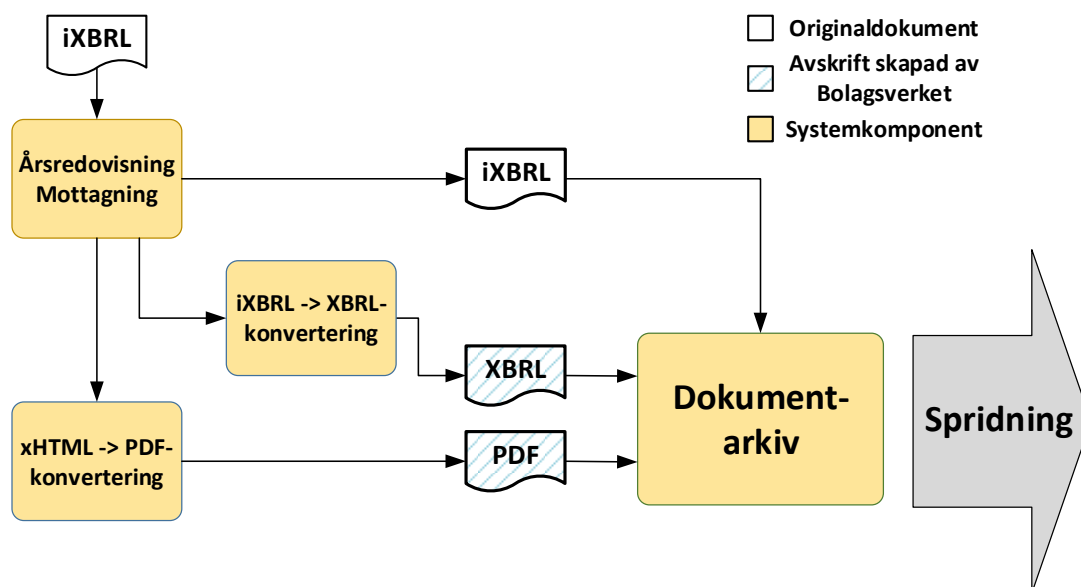 iXBRL
Originaldokument
Avskrift skapad av
Bolagsverket
Systemkomponent
Årsredovisning
Mottagning
iXBRL
iXBRL -> XBRL-
konvertering
XBRL
xHTML -> PDF-
konvertering
PDF
Dokument-
arkiv
Spridning